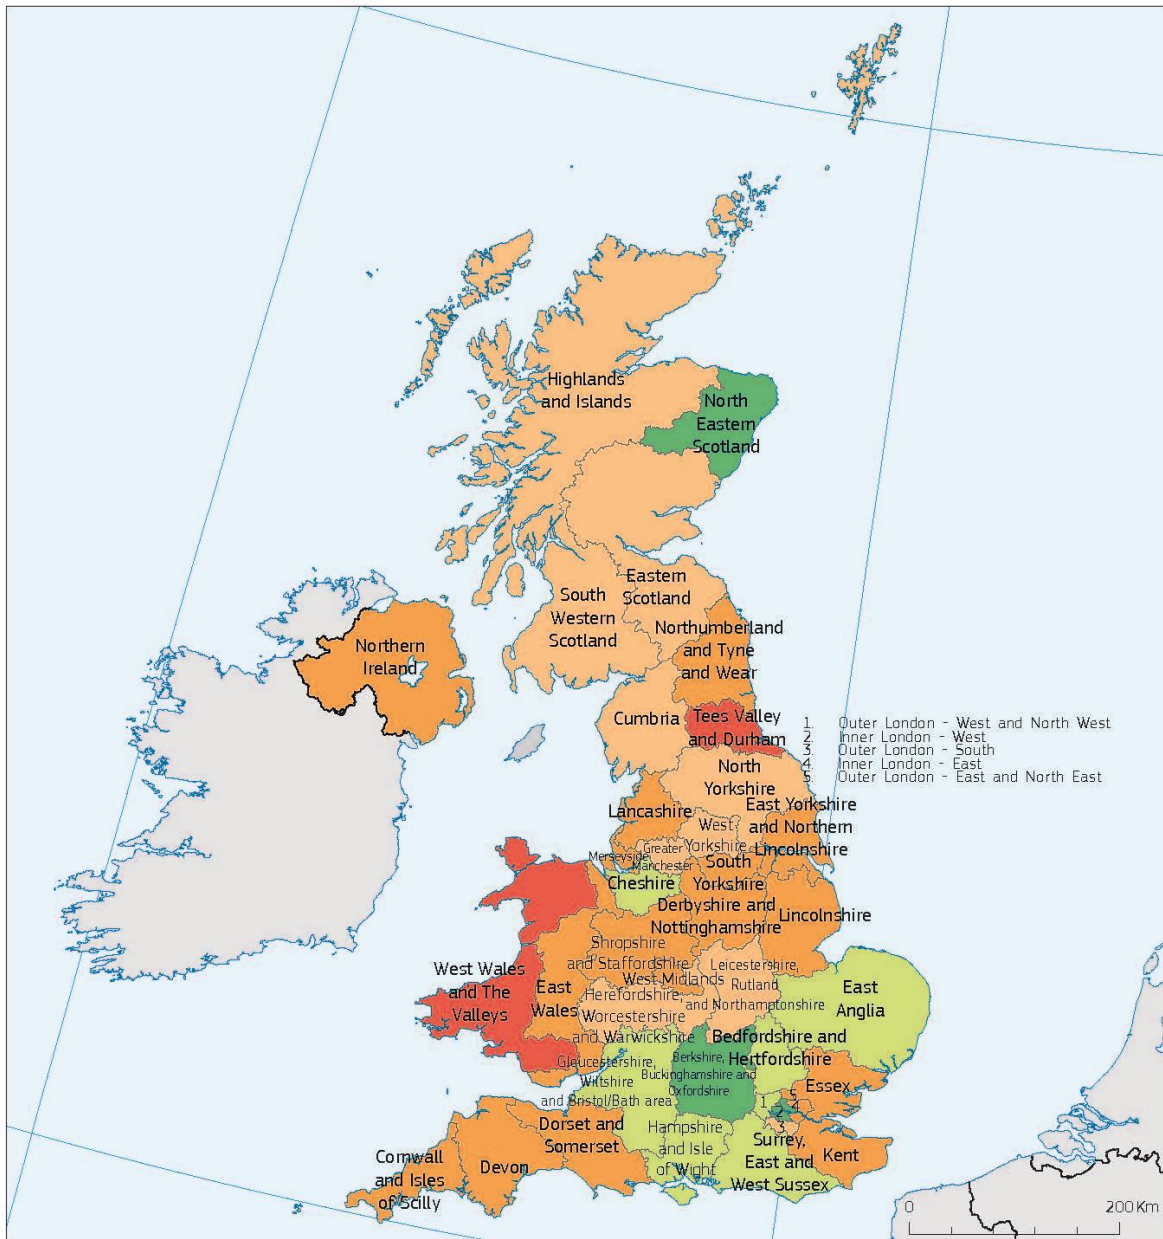 Highlands
and Islands
North
Eastern
Scotland
Eastern
Scotland
South
Western
Scotland
Northumberland
and Tyne
and Wear
Northern
Ireland
Cumbria
Tees Valley
and Durham
1. Outer London - West and North West
2. Inner London - West
3. Outer London - South
4. Inner London - East
5. Outer London - East and North East
North
Yorkshire
Lancashire
East Yorkshire
and Northern
Lincolnshire
West
Yorkshire
Greater
Manchester
Merseyside
South
Yorkshire
Cheshire
Derbyshire and
Nottinghamshire
Lincolnshire
Shropshire
and Staffordshire
West Midlands
Leicestershire,
Rutland
and Northamptonshire
West Wales
and The
Valleys
East
Wales
Herefordshire,
Worcestershire
and Warwickshire
East
Anglia
Bedfordshire and
Hertfordshire
Gloucestershire,
Wiltshire
and Bristol/Bath area
Berkshire,
Buckinghamshire and
Oxfordshire
Essex
5
1
4
2
3
Dorset and
Somerset
Hampshire
and Isle
of Wight
Surrey,
East and
West Sussex
Kent
Cornwall
and Isles
of Scilly
Devon
0 200 Km